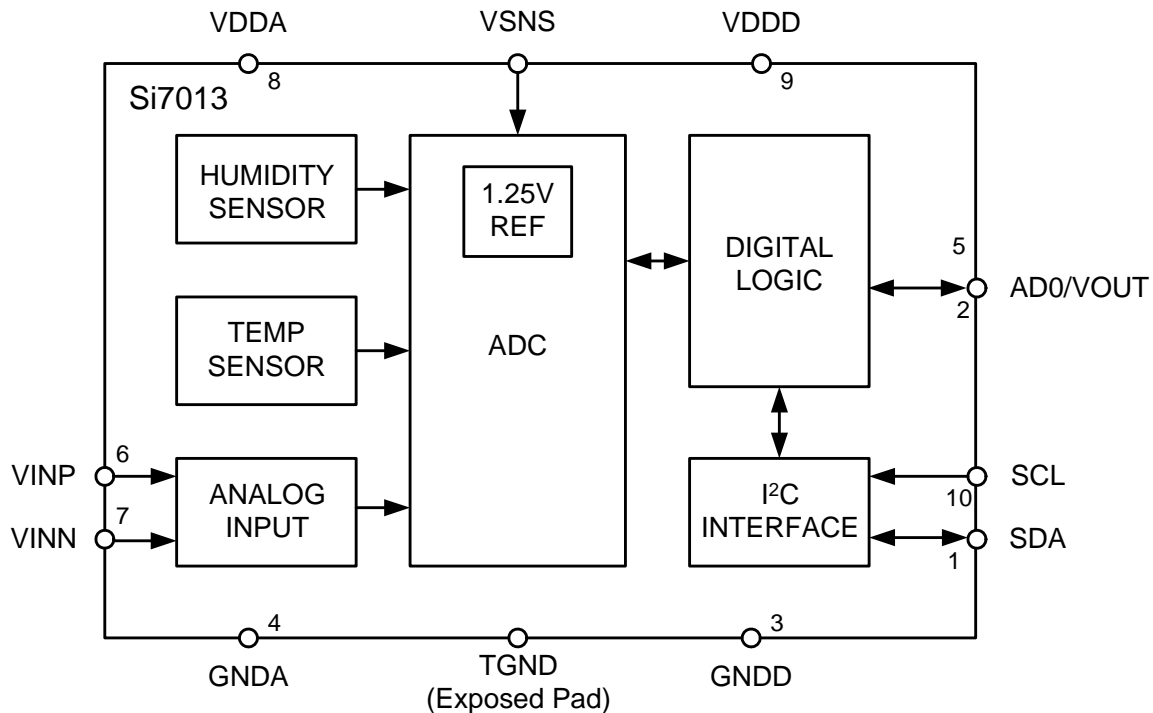 VDDA
VSNS
VDDD
8
9
Si7013
HUMIDITY
SENSOR
1.25V
REF
DIGITAL
LOGIC
5
AD0/VOUT
2
TEMP
SENSOR
ADC
VINP
6
ANALOG
INPUT
VINN
7
I²C
INTERFACE
SCL
10
SDA
1
4
GNDA
TGND
(Exposed Pad)
3
GNDD